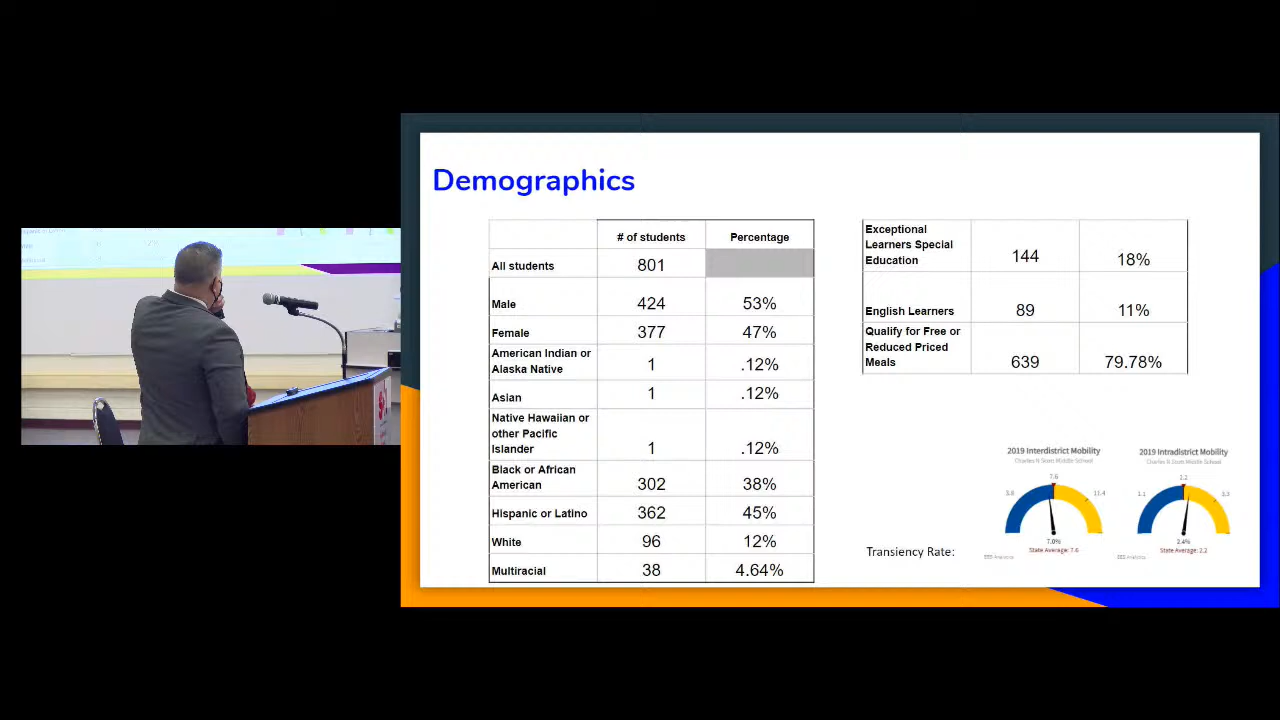 Demographics
# of students Percentage
All students 801
Male 424 53%
Female 377 47%
American Indian or
Alaska Native 1 .12%
Asian 1 .12%
Native Hawaiian or
other Pacific
Islander 1 .12%
Black or African
American 302 38%
Hispanic or Latino 362 45%
White 96 12%
Multiracial 38 4.64%
Exceptional
Learners Special
Education 144 18%
English Learners 89 11%
Qualify for Free or
Reduced Priced
Meals 639 79.78%
Transiency Rate:
2019 Interdistrict Mobility
Charles N Scott Middle School
7.6
3.8 11.4
7.0%
State Average: 7.6
2019 Intradistrict Mobility
Charles N Scott Middle School
2.2
1.1 3.3
2.4%
State Average: 2.2